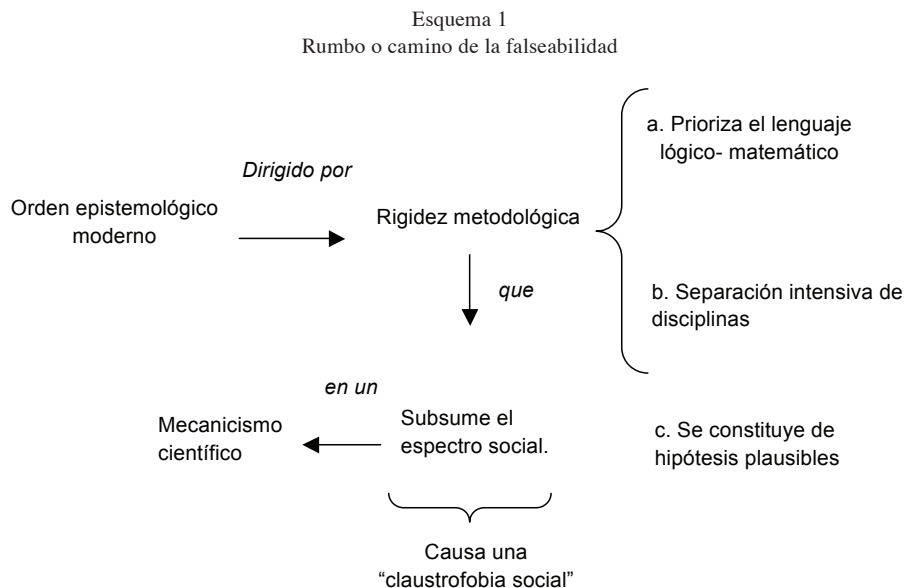 Esquema 1
Rumbo o camino de la falseabilidad
a. Prioriza el lenguaje
lógico- matemático
Dirigido por
Orden epistemológico
moderno
Rigidez metodológica
que
b. Separación intensiva de
disciplinas
en un
Mecanicismo
científico
Subsume el
espectro social.
c. Se constituye de
hipótesis plausibles
Causa una
“claustrofobia social”